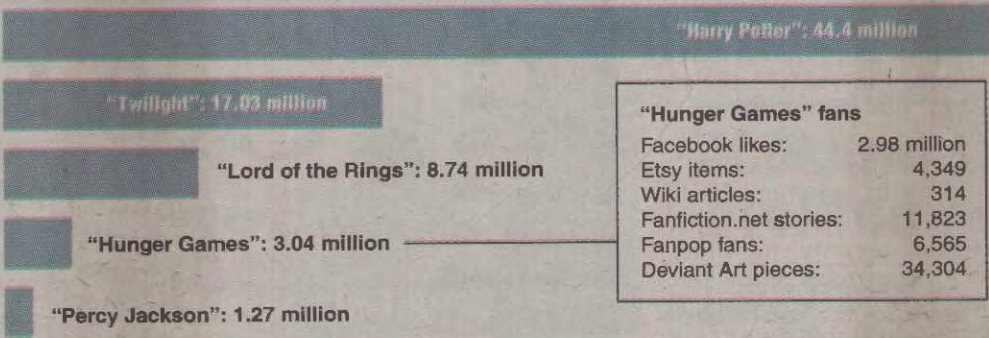 "Harry Potter": 44.4 million
"Twilight": 17.03 million
"Lord of the Rings": 8.74 million
"Hunger Games": 3.04 million
"Percy Jackson": 1.27 million
"Hunger Games" fans
Facebook likes: 2.98 million
Etsy items: 4,349
Wiki articles: 314
Fanfiction.net stories: 11,823
Fanpop fans: 6,565
Deviant Art pieces: 34,304